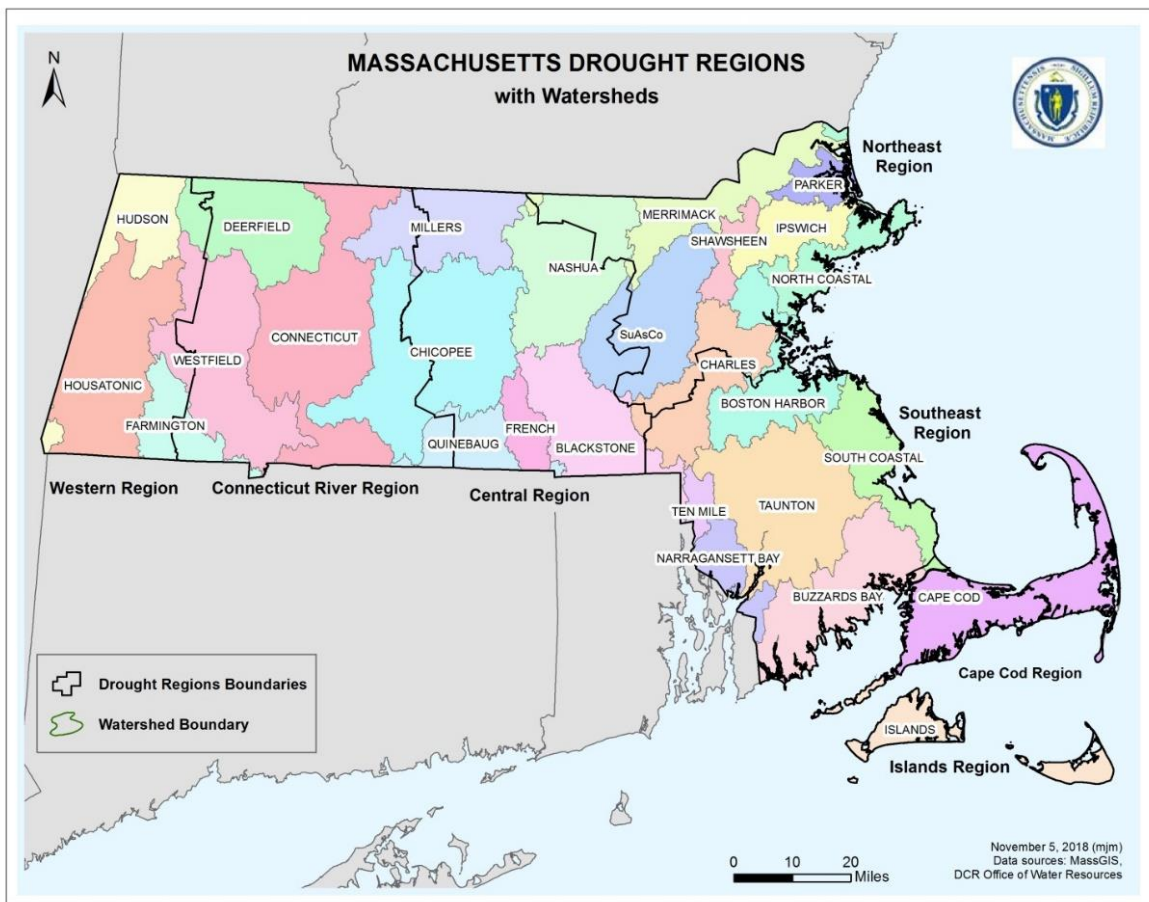 N
MASSACHUSETTS DROUGHT REGIONS
with Watersheds
Northeast
Region
PARKER
HUDSON
DEERFIELD
MILLERS
MERRIMACK
IPSWICH
SHAWSHEEN
NASHUA
NORTH COASTAL
SuAsCo
CONNECTICUT
CHICOPEE
WESTFIELD
CHARLES
HOUSATONIC
BOSTON HARBOR
Southeast
Region
FARMINGTON
FRENCH
QUINEBAUG
BLACKSTONE
SOUTH COASTAL
Western Region
Connecticut River Region
Central Region
TEN MILE
TAUNTON
NARRAGANSETT BAY
BUZZARDS BAY
CAPE COD
Cape Cod Region
ISLANDS
Islands Region
Drought Regions Boundaries
Watershed Boundary
0 10 20
Miles
November 5, 2018 (mjm)
Data sources: MassGIS,
DCR Office of Water Resources